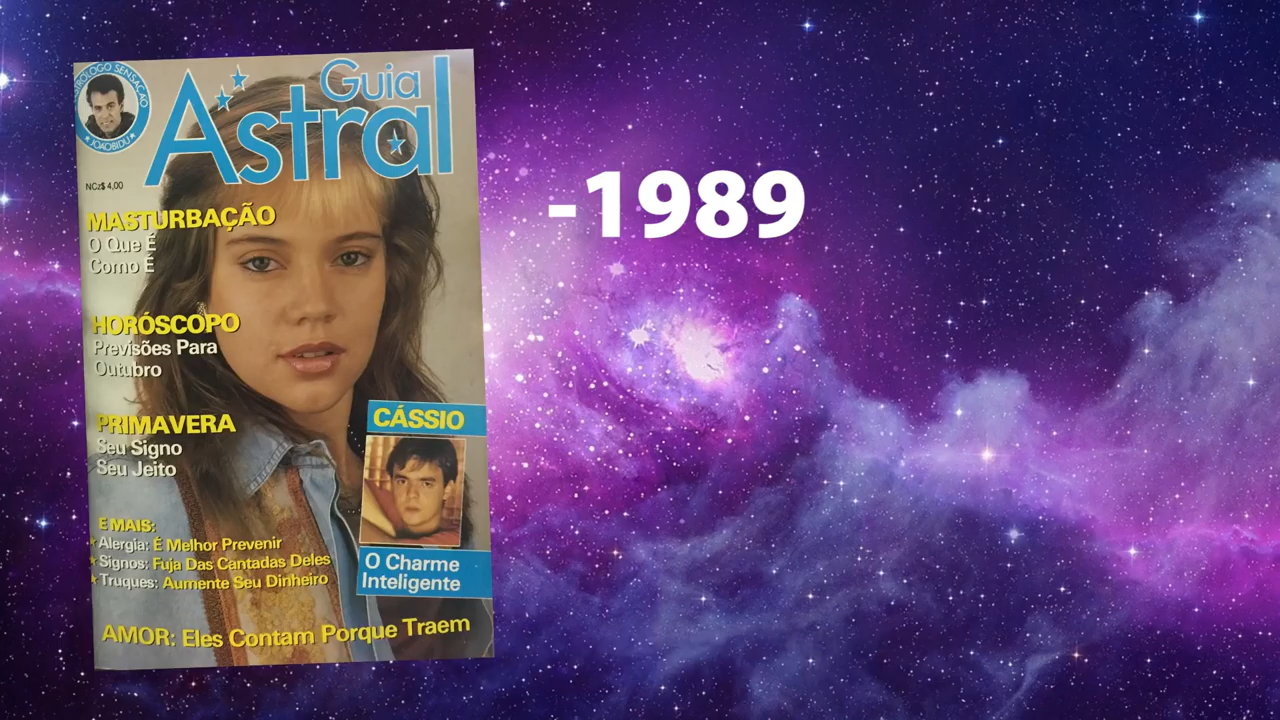 ASTRÓLOGO SENSAÇÃO
★ JOÃO BIDU ★
Guia
Astral
NCz$ 4,00
MASTURBAÇÃO
O Que É
Como É
HORÓSCOPO
Previsões Para
Outubro
PRIMAVERA
Seu Signo
Seu Jeito
E MAIS:
★Alergia: É Melhor Prevenir
★Signos: Fuja Das Cantadas Deles
★Truques: Aumente Seu Dinheiro
CÁSSIO
O Charme
Inteligente
AMOR: Eles Contam Porque Traem
-1989